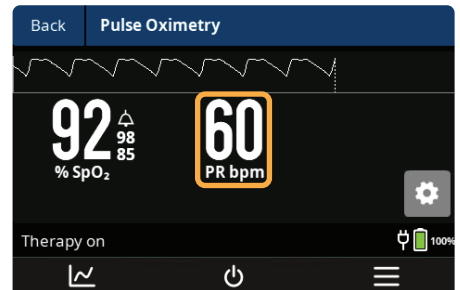 Back
Pulse Oximetry
92
98
85
% SpO₂
60
PR bpm
Therapy on
100%